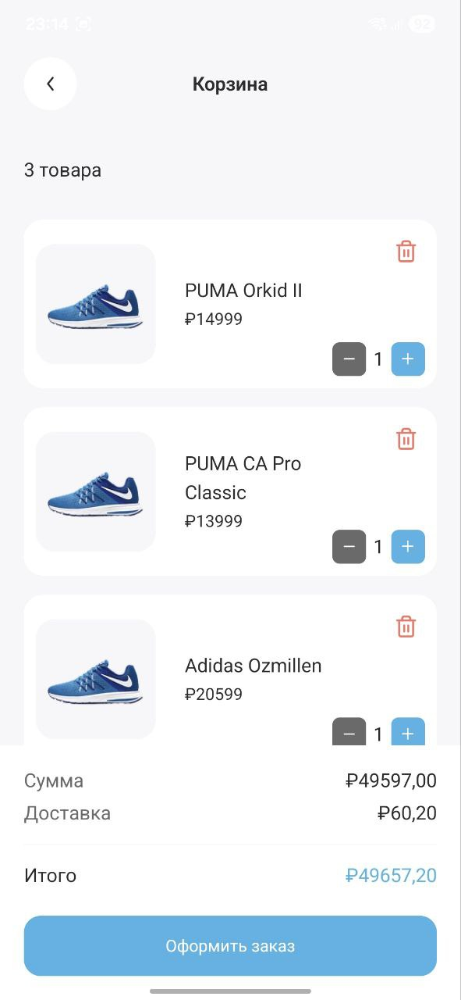 23:14
92
Корзина
3 товара
PUMA Orkid II
₽14999
1
PUMA CA Pro
Classic
₽13999
1
Adidas Ozmillen
₽20599
1
Сумма ₽49597,00
Доставка ₽60,20
Итого ₽49657,20
Оформить заказ